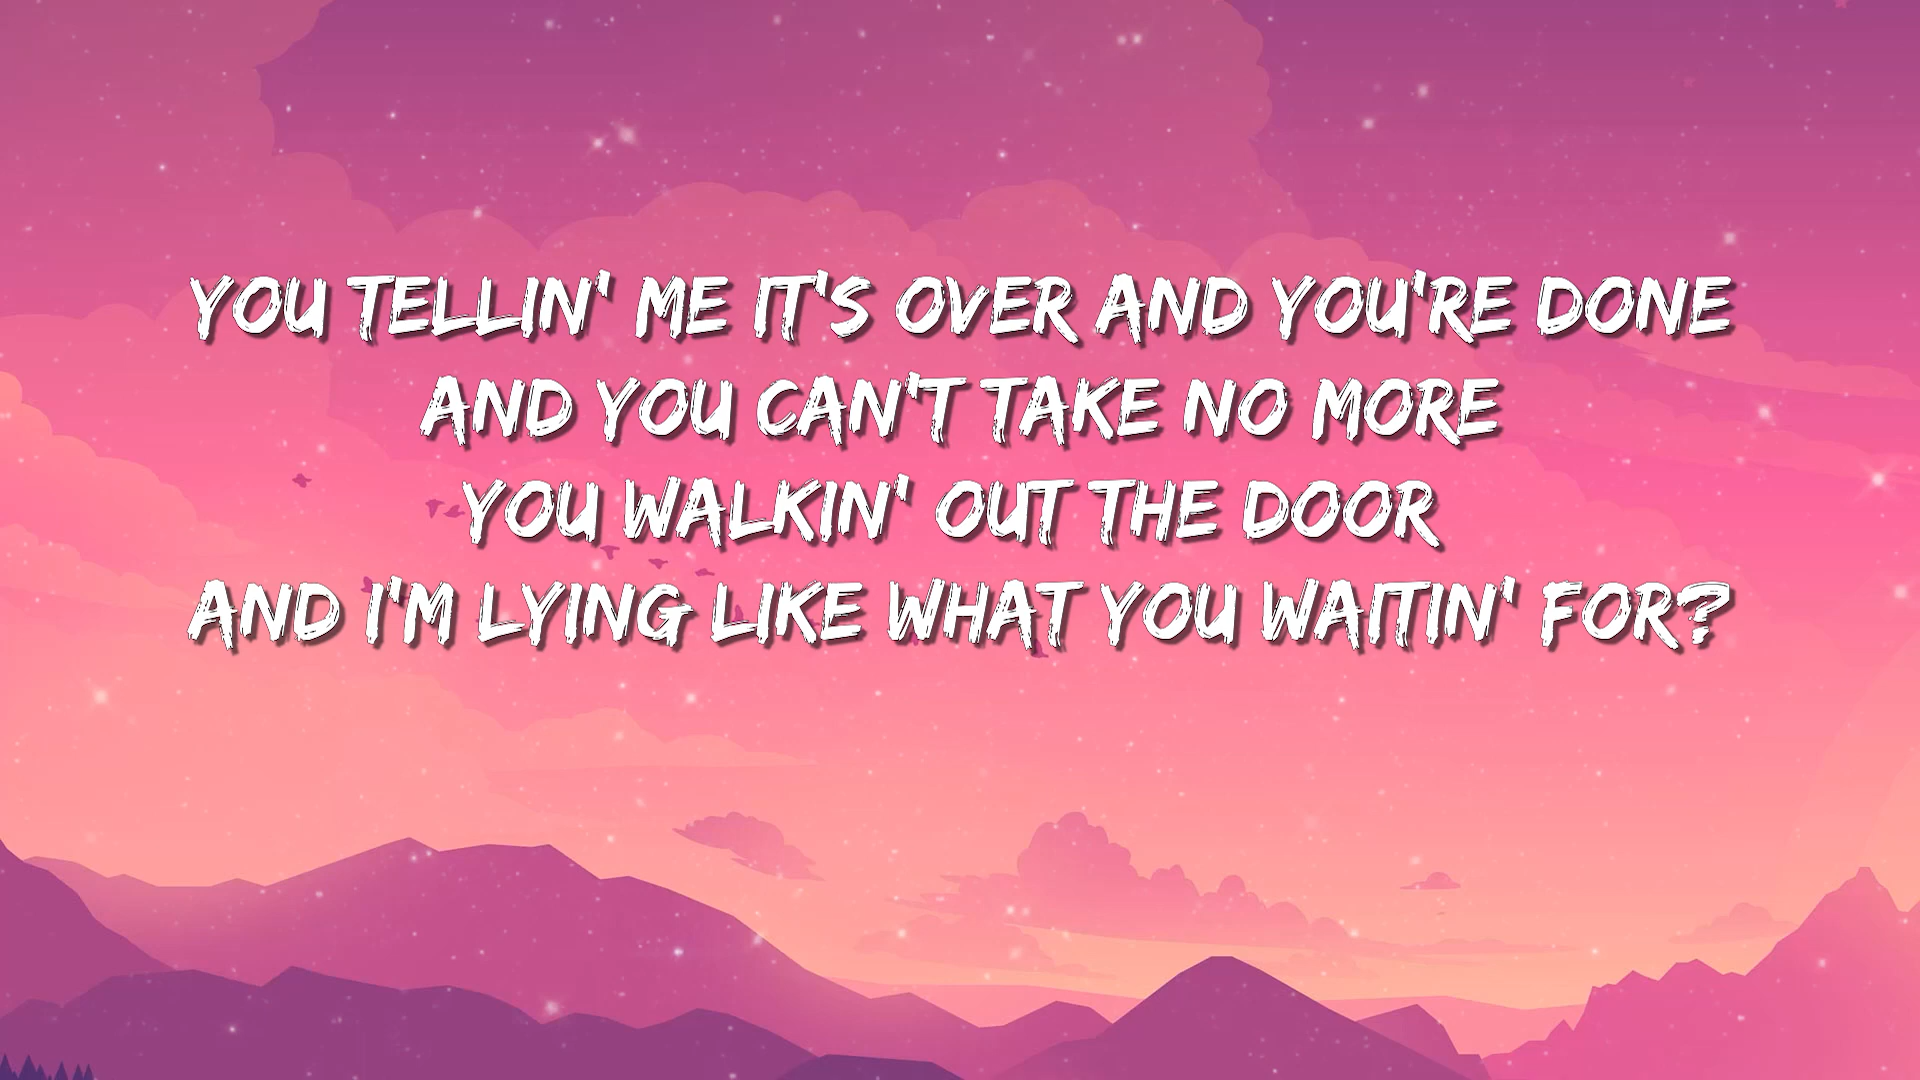 YOU TELLIN' ME IT'S OVER AND YOU'RE DONE
AND YOU CAN'T TAKE NO MORE
YOU WALKIN' OUT THE DOOR
AND I'M LYING LIKE WHAT YOU WAITIN' FOR?